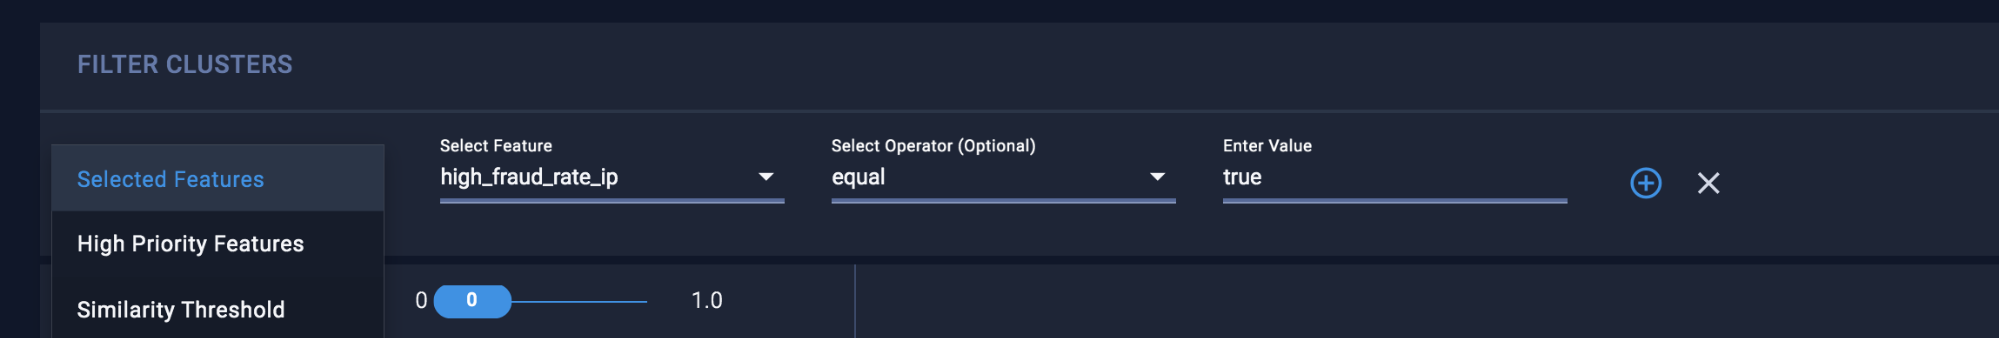 FILTER CLUSTERS
Selected Features
High Priority Features
Similarity Threshold
Select Feature
high_fraud_rate_ip
Select Operator (Optional)
equal
Enter Value
true
0
0
1.0